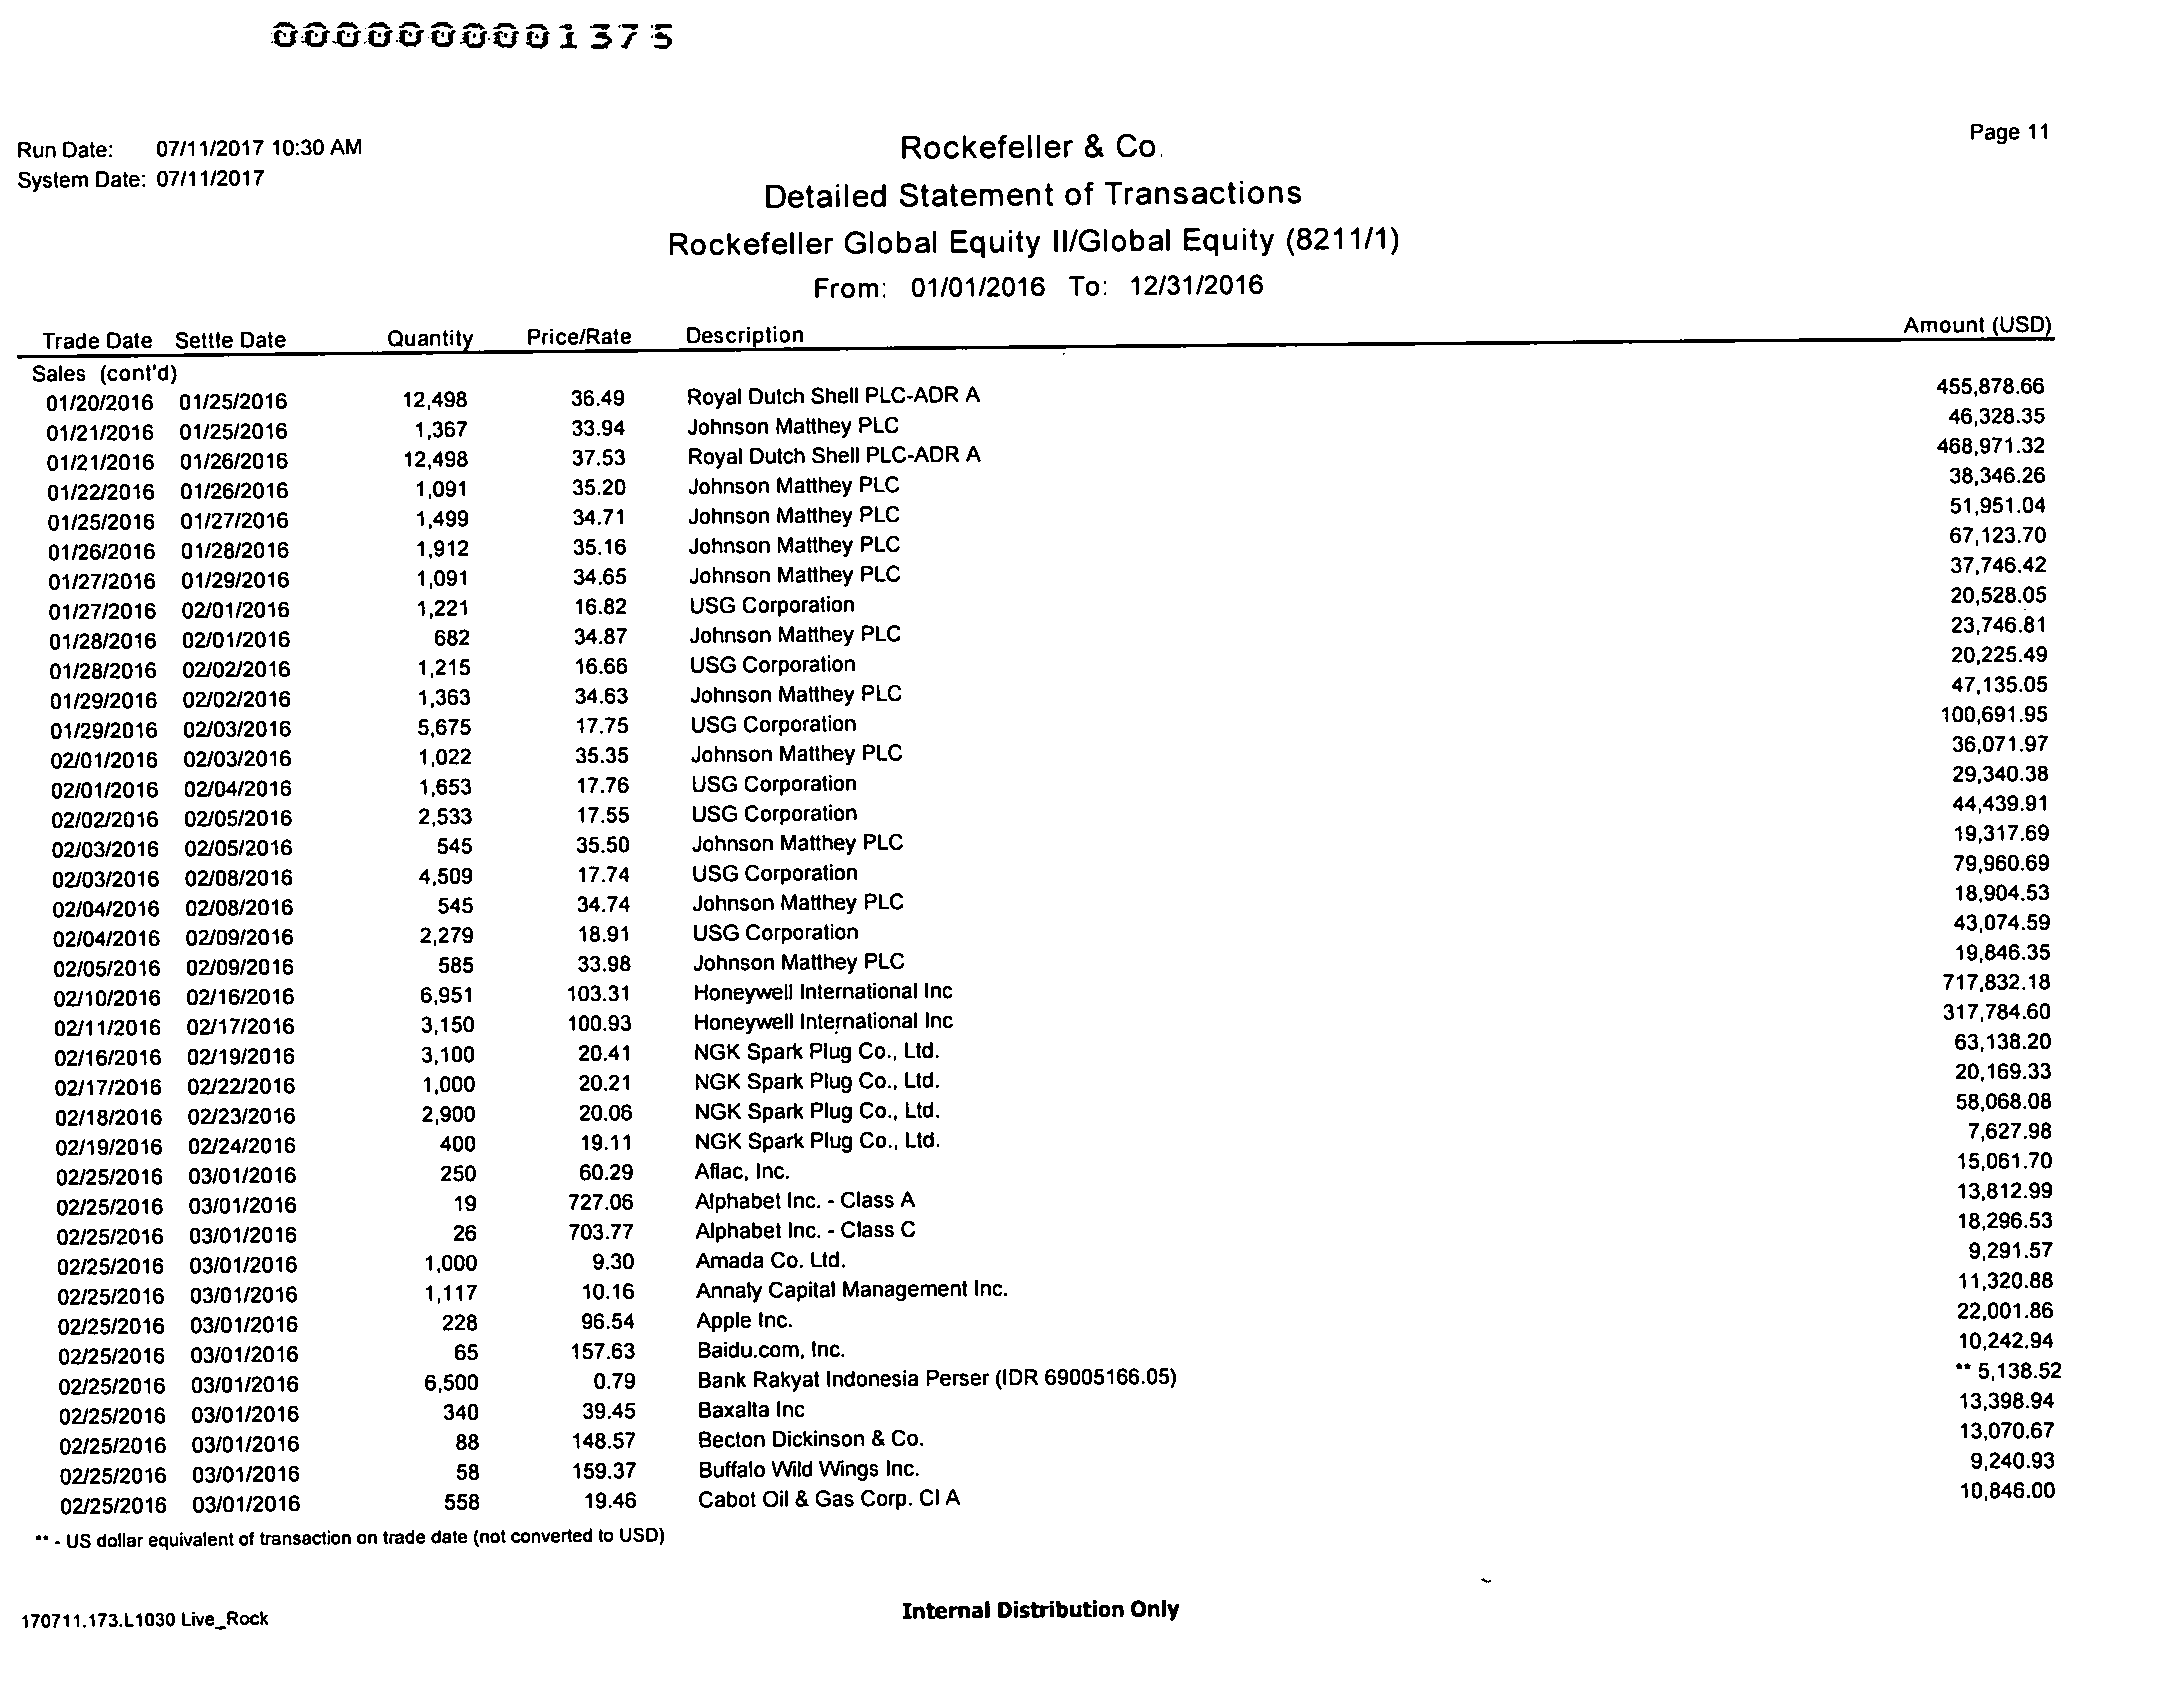 00000000001375
Run Date: 07/11/2017 10:30 AM
System Date: 07/11/2017
Rockefeller & Co.
Page 11
Detailed Statement of Transactions
Rockefeller Global Equity II/Global Equity (8211/1)
From: 01/01/2016 To: 12/31/2016
Trade Date Settle Date Quantity Price/Rate Description Amount (USD)
Sales (cont'd)
01/20/2016 01/25/2016 12,498 36.49 Royal Dutch Shell PLC-ADR A 455,878.66
01/21/2016 01/25/2016 1,367 33.94 Johnson Matthey PLC 46,328.35
01/21/2016 01/26/2016 12,498 37.53 Royal Dutch Shell PLC-ADR A 468,971.32
01/22/2016 01/26/2016 1,091 35.20 Johnson Matthey PLC 38,346.26
01/25/2016 01/27/2016 1,499 34.71 Johnson Matthey PLC 51,951.04
01/26/2016 01/28/2016 1,912 35.16 Johnson Matthey PLC 67,123.70
01/27/2016 01/29/2016 1,091 34.65 Johnson Matthey PLC 37,746.42
01/27/2016 02/01/2016 1,221 16.82 USG Corporation 20,528.05
01/28/2016 02/01/2016 682 34.87 Johnson Matthey PLC 23,746.81
01/28/2016 02/02/2016 1,215 16.66 USG Corporation 20,225.49
01/29/2016 02/02/2016 1,363 34.63 Johnson Matthey PLC 47,135.05
01/29/2016 02/03/2016 5,675 17.75 USG Corporation 100,691.95
02/01/2016 02/03/2016 1,022 35.35 Johnson Matthey PLC 36,071.97
02/01/2016 02/04/2016 1,653 17.76 USG Corporation 29,340.38
02/02/2016 02/05/2016 2,533 17.55 USG Corporation 44,439.91
02/03/2016 02/05/2016 545 35.50 Johnson Matthey PLC 19,317.69
02/03/2016 02/08/2016 4,509 17.74 USG Corporation 79,960.69
02/04/2016 02/08/2016 545 34.74 Johnson Matthey PLC 18,904.53
02/04/2016 02/09/2016 2,279 18.91 USG Corporation 43,074.59
02/05/2016 02/09/2016 585 33.98 Johnson Matthey PLC 19,846.35
02/10/2016 02/16/2016 6,951 103.31 Honeywell International Inc 717,832.18
02/11/2016 02/17/2016 3,150 100.93 Honeywell International Inc 317,784.60
02/16/2016 02/19/2016 3,100 20.41 NGK Spark Plug Co., Ltd. 63,138.20
02/17/2016 02/22/2016 1,000 20.21 NGK Spark Plug Co., Ltd. 20,169.33
02/18/2016 02/23/2016 2,900 20.06 NGK Spark Plug Co., Ltd. 58,068.08
02/19/2016 02/24/2016 400 19.11 NGK Spark Plug Co., Ltd. 7,627.98
02/25/2016 03/01/2016 250 60.29 Aflac, Inc. 15,061.70
02/25/2016 03/01/2016 19 727.06 Alphabet Inc. - Class A 13,812.99
02/25/2016 03/01/2016 26 703.77 Alphabet Inc. - Class C 18,296.53
02/25/2016 03/01/2016 1,000 9.30 Amada Co. Ltd. 9,291.57
02/25/2016 03/01/2016 1,117 10.16 Annaly Capital Management Inc. 11,320.88
02/25/2016 03/01/2016 228 96.54 Apple Inc. 22,001.86
02/25/2016 03/01/2016 65 157.63 Baidu.com, Inc. 10,242.94
02/25/2016 03/01/2016 6,500 0.79 Bank Rakyat Indonesia Perser (IDR 69005166.05) ** 5,138.52
02/25/2016 03/01/2016 340 39.45 Baxalta Inc 13,398.94
02/25/2016 03/01/2016 88 148.57 Becton Dickinson & Co. 13,070.67
02/25/2016 03/01/2016 58 159.37 Buffalo Wild Wings Inc. 9,240.93
02/25/2016 03/01/2016 558 19.46 Cabot Oil & Gas Corp. Cl A 10,846.00
** - US dollar equivalent of transaction on trade date (not converted to USD)
170711.173.L1030 Live_Rock
Internal Distribution Only